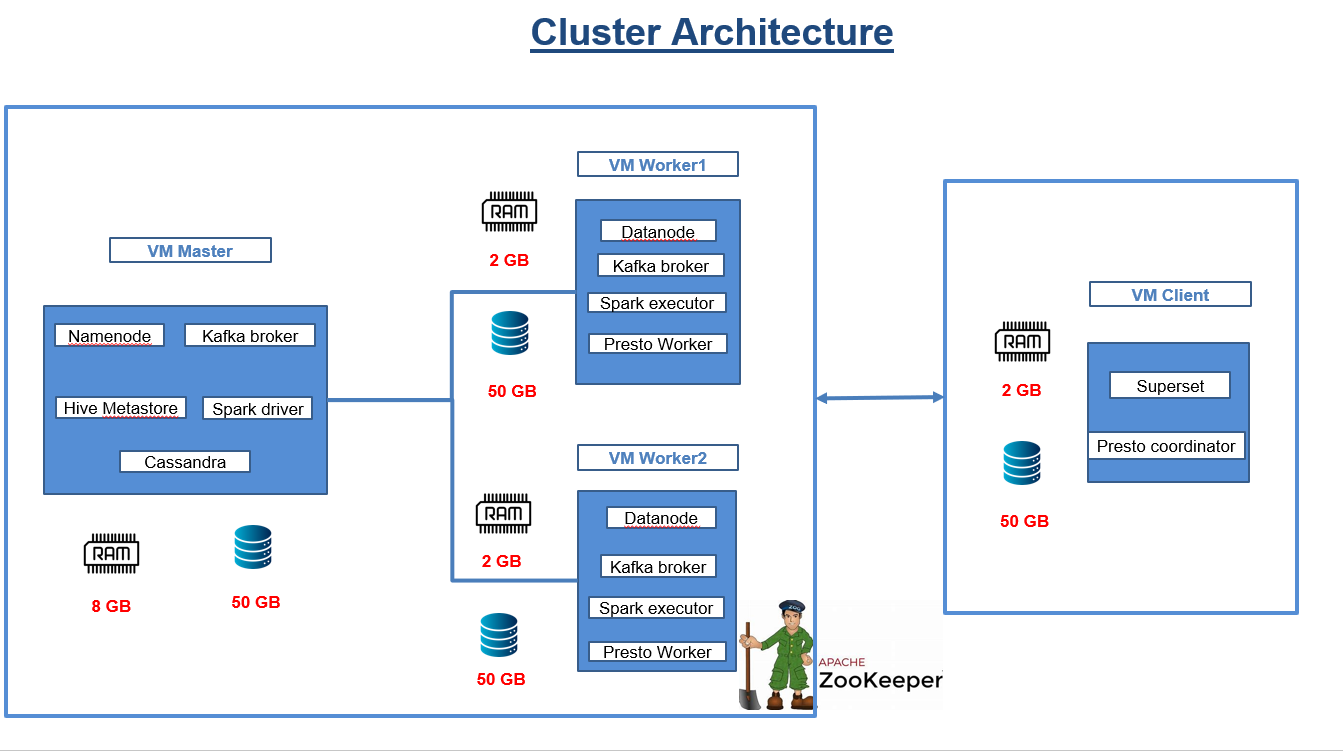 Cluster Architecture
VM Master
Namenode
Kafka broker
Hive Metastore
Spark driver
Cassandra
RAM
8 GB
50 GB
VM Worker1
RAM
2 GB
50 GB
Datanode
Kafka broker
Spark executor
Presto Worker
VM Worker2
RAM
2 GB
50 GB
Datanode
Kafka broker
Spark executor
Presto Worker
ZOO
APACHE
ZooKeeper
VM Client
RAM
2 GB
50 GB
Superset
Presto coordinator